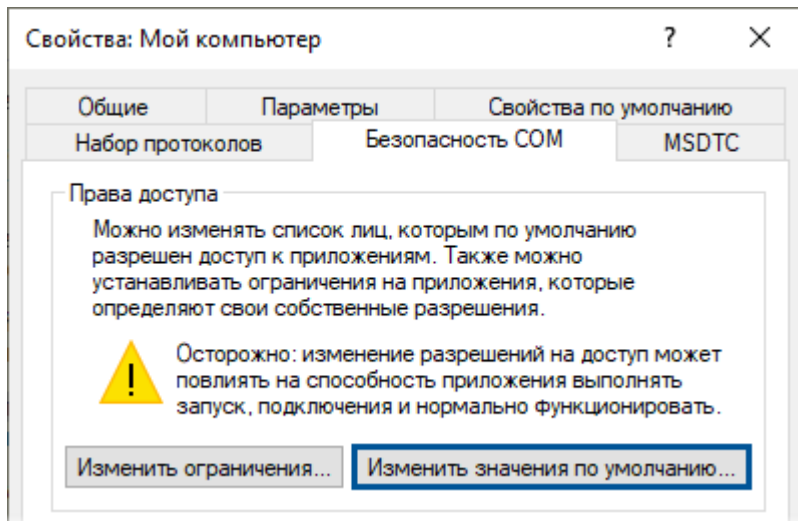 Свойства: Мой компьютер ? ×
Общие Параметры Свойства по умолчанию
Набор протоколов Безопасность COM MSDTC
Права доступа
Можно изменять список лиц, которым по умолчанию
разрешен доступ к приложениям. Также можно
устанавливать ограничения на приложения, которые
определяют свои собственные разрешения.
Осторожно: изменение разрешений на доступ может
повлиять на способность приложения выполнять
запуск, подключения и нормально функционировать.
Изменить ограничения... Изменить значения по умолчанию...